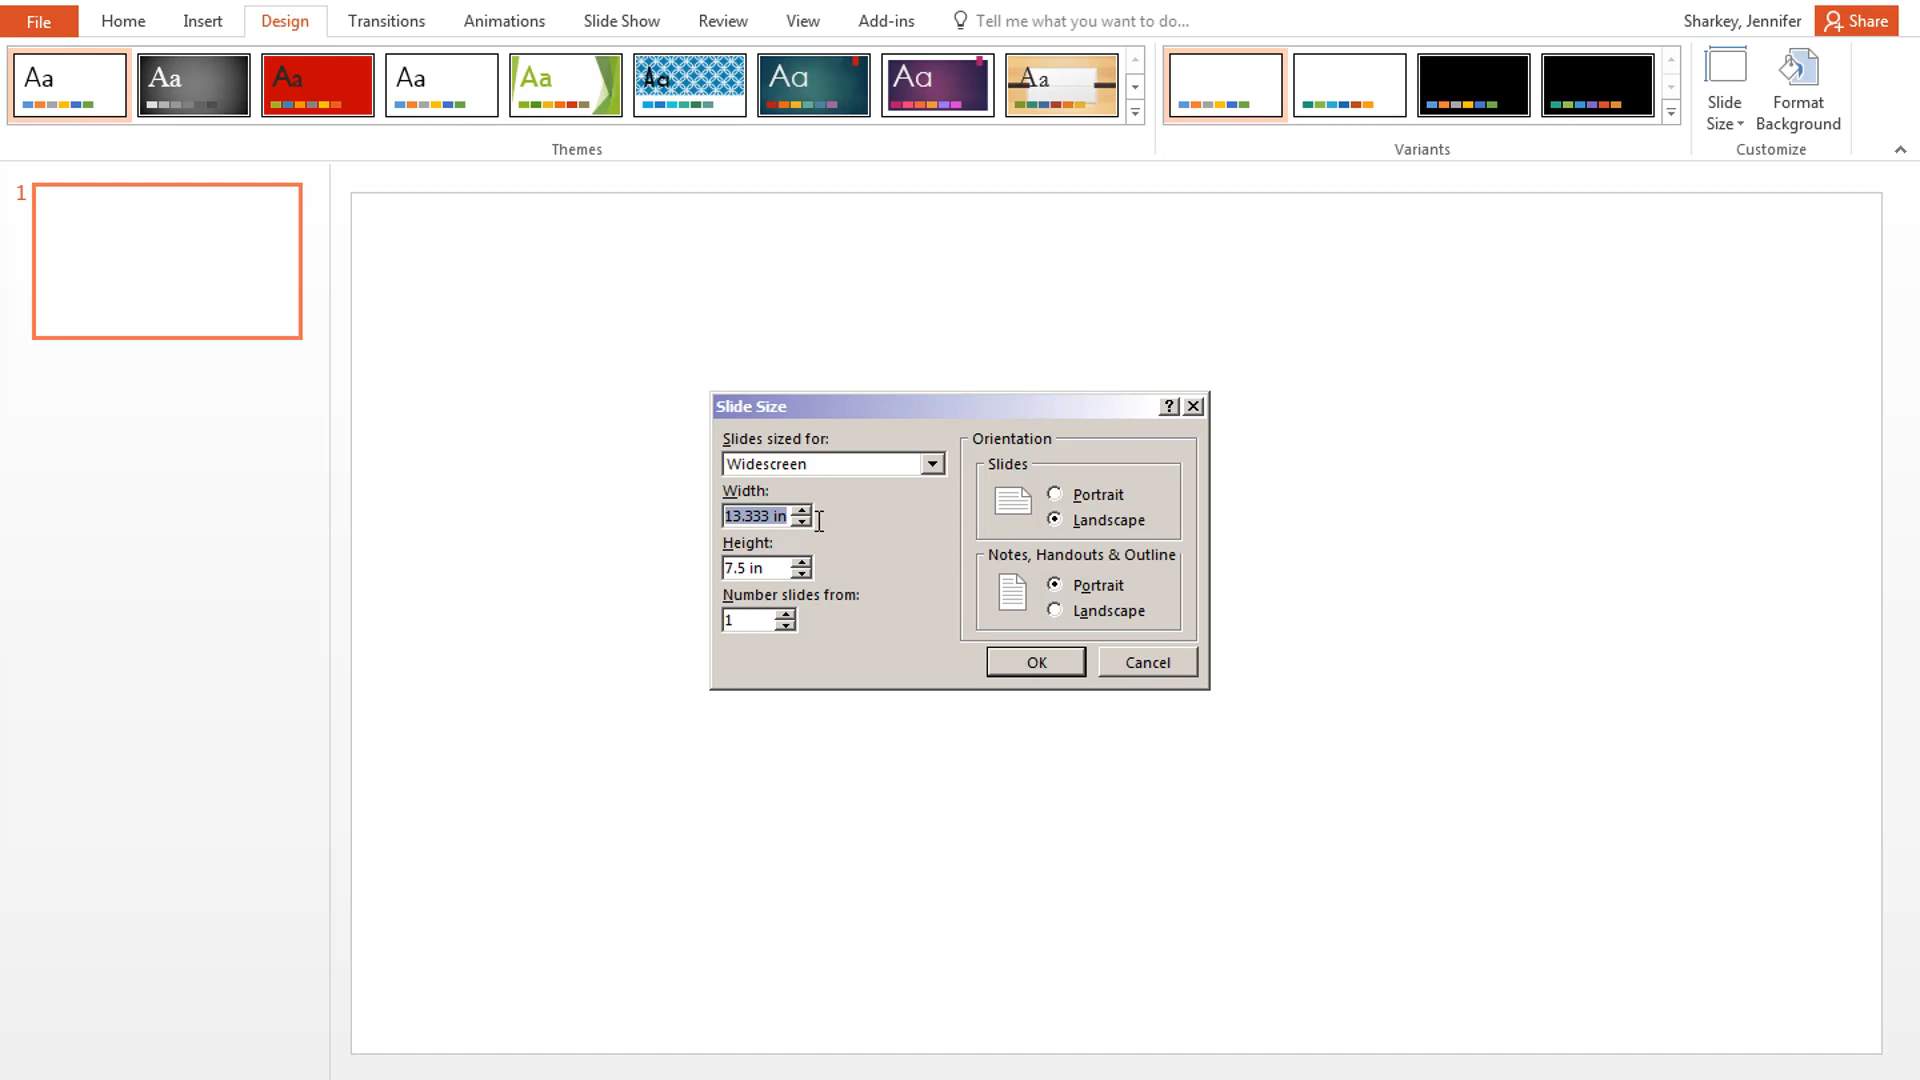 File Home Insert Design Transitions Animations Slide Show Review View Add-ins Tell me what you want to do... Sharkey, Jennifer Share
Aa Aa Aa Aa Aa Aa Aa Aa Aa
Slide Size Format Background
Themes Variants Customize
1
Slide Size ?
Slides sized for:
Widescreen
Width:
13.333 in
Height:
7.5 in
Number slides from:
1
Orientation
Slides
Portrait
Landscape
Notes, Handouts & Outline
Portrait
Landscape
OK Cancel